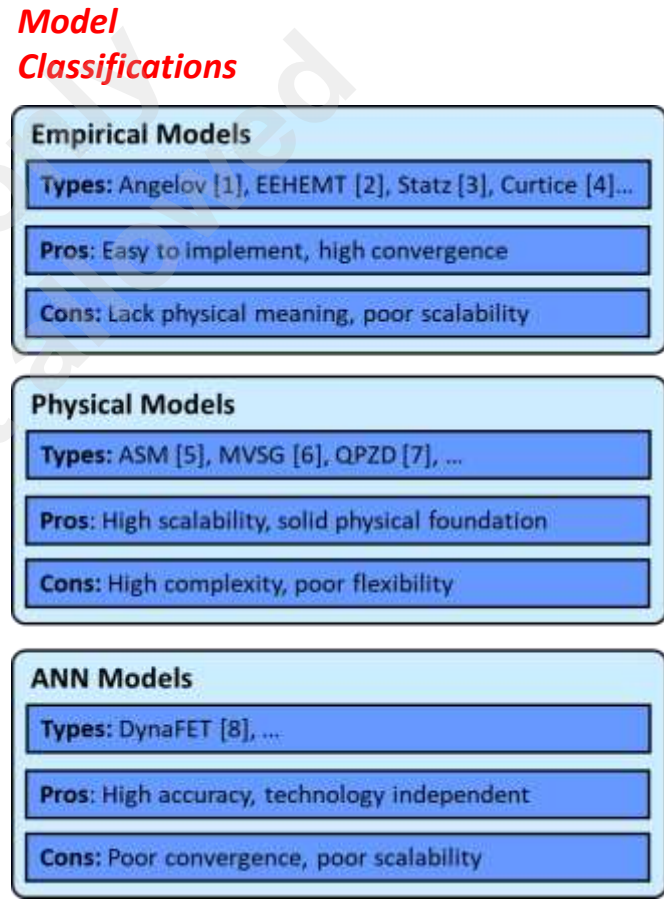 Model
Classifications
Empirical Models
Types: Angelov [1], EEHEMT [2], Statz [3], Curtice [4]...
Pros: Easy to implement, high convergence
Cons: Lack physical meaning, poor scalability
Physical Models
Types: ASM [5], MVSG [6], QPZD [7], ...
Pros: High scalability, solid physical foundation
Cons: High complexity, poor flexibility
ANN Models
Types: DynaFET [8], ...
Pros: High accuracy, technology independent
Cons: Poor convergence, poor scalability